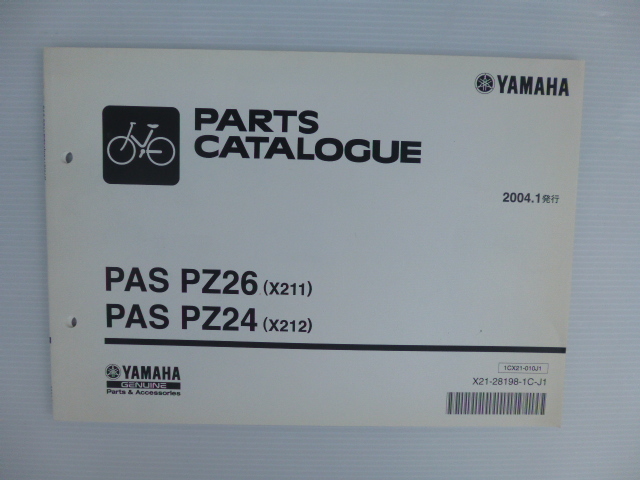 YAMAHA
PARTS
CATALOGUE
2004.1発行
PAS PZ26 (X211)
PAS PZ24 (X212)
YAMAHA
GENUINE
Parts & Accessories
1CX21-010J1
X21-28198-1C-J1